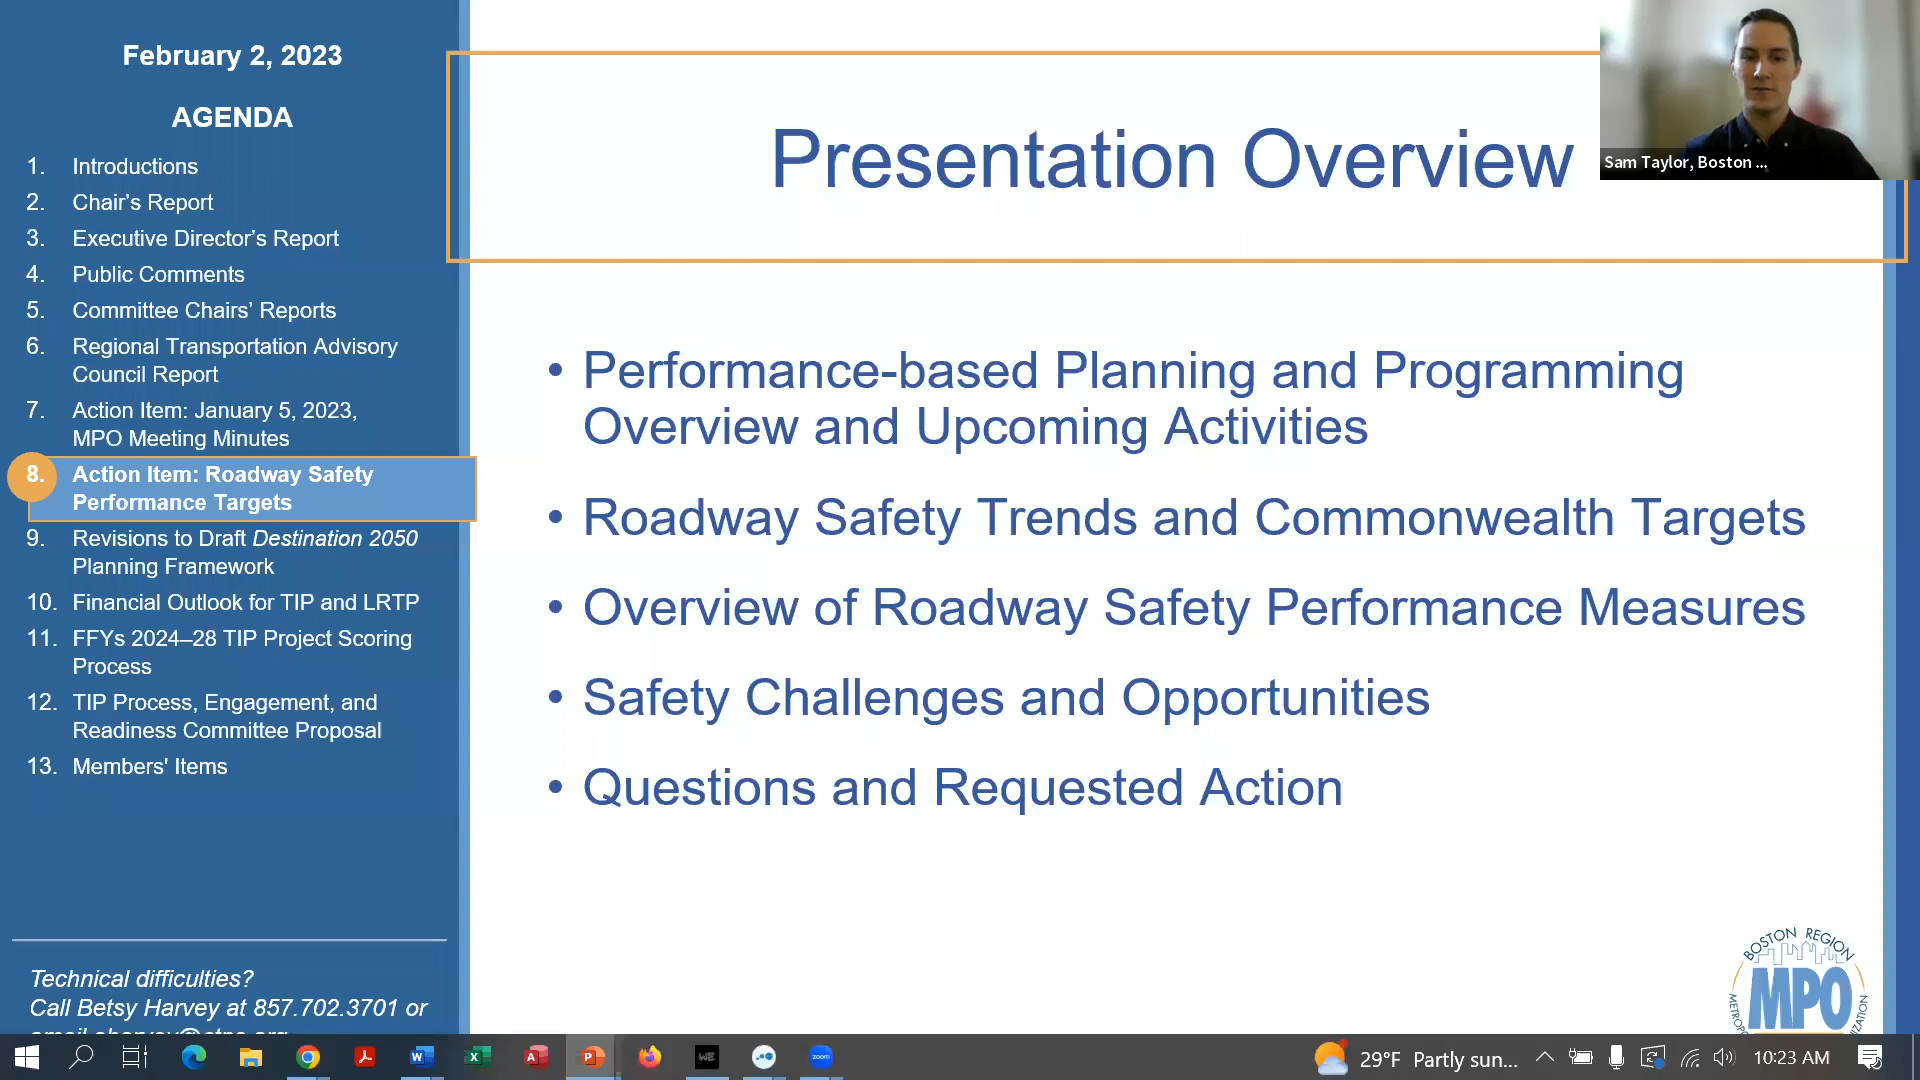 February 2, 2023
AGENDA
1. Introductions
2. Chair’s Report
3. Executive Director’s Report
4. Public Comments
5. Committee Chairs’ Reports
6. Regional Transportation Advisory
Council Report
7. Action Item: January 5, 2023,
MPO Meeting Minutes
8. Action Item: Roadway Safety
Performance Targets
9. Revisions to Draft Destination 2050
Planning Framework
10. Financial Outlook for TIP and LRTP
11. FFYs 2024–28 TIP Project Scoring
Process
12. TIP Process, Engagement, and
Readiness Committee Proposal
13. Members' Items
Technical difficulties?
Call Betsy Harvey at 857.702.3701 or
Presentation Overview
Sam Taylor, Boston ...
• Performance-based Planning and Programming
Overview and Upcoming Activities
• Roadway Safety Trends and Commonwealth Targets
• Overview of Roadway Safety Performance Measures
• Safety Challenges and Opportunities
• Questions and Requested Action
BOSTON REGION
MPO
29°F Partly sun...
10:23 AM